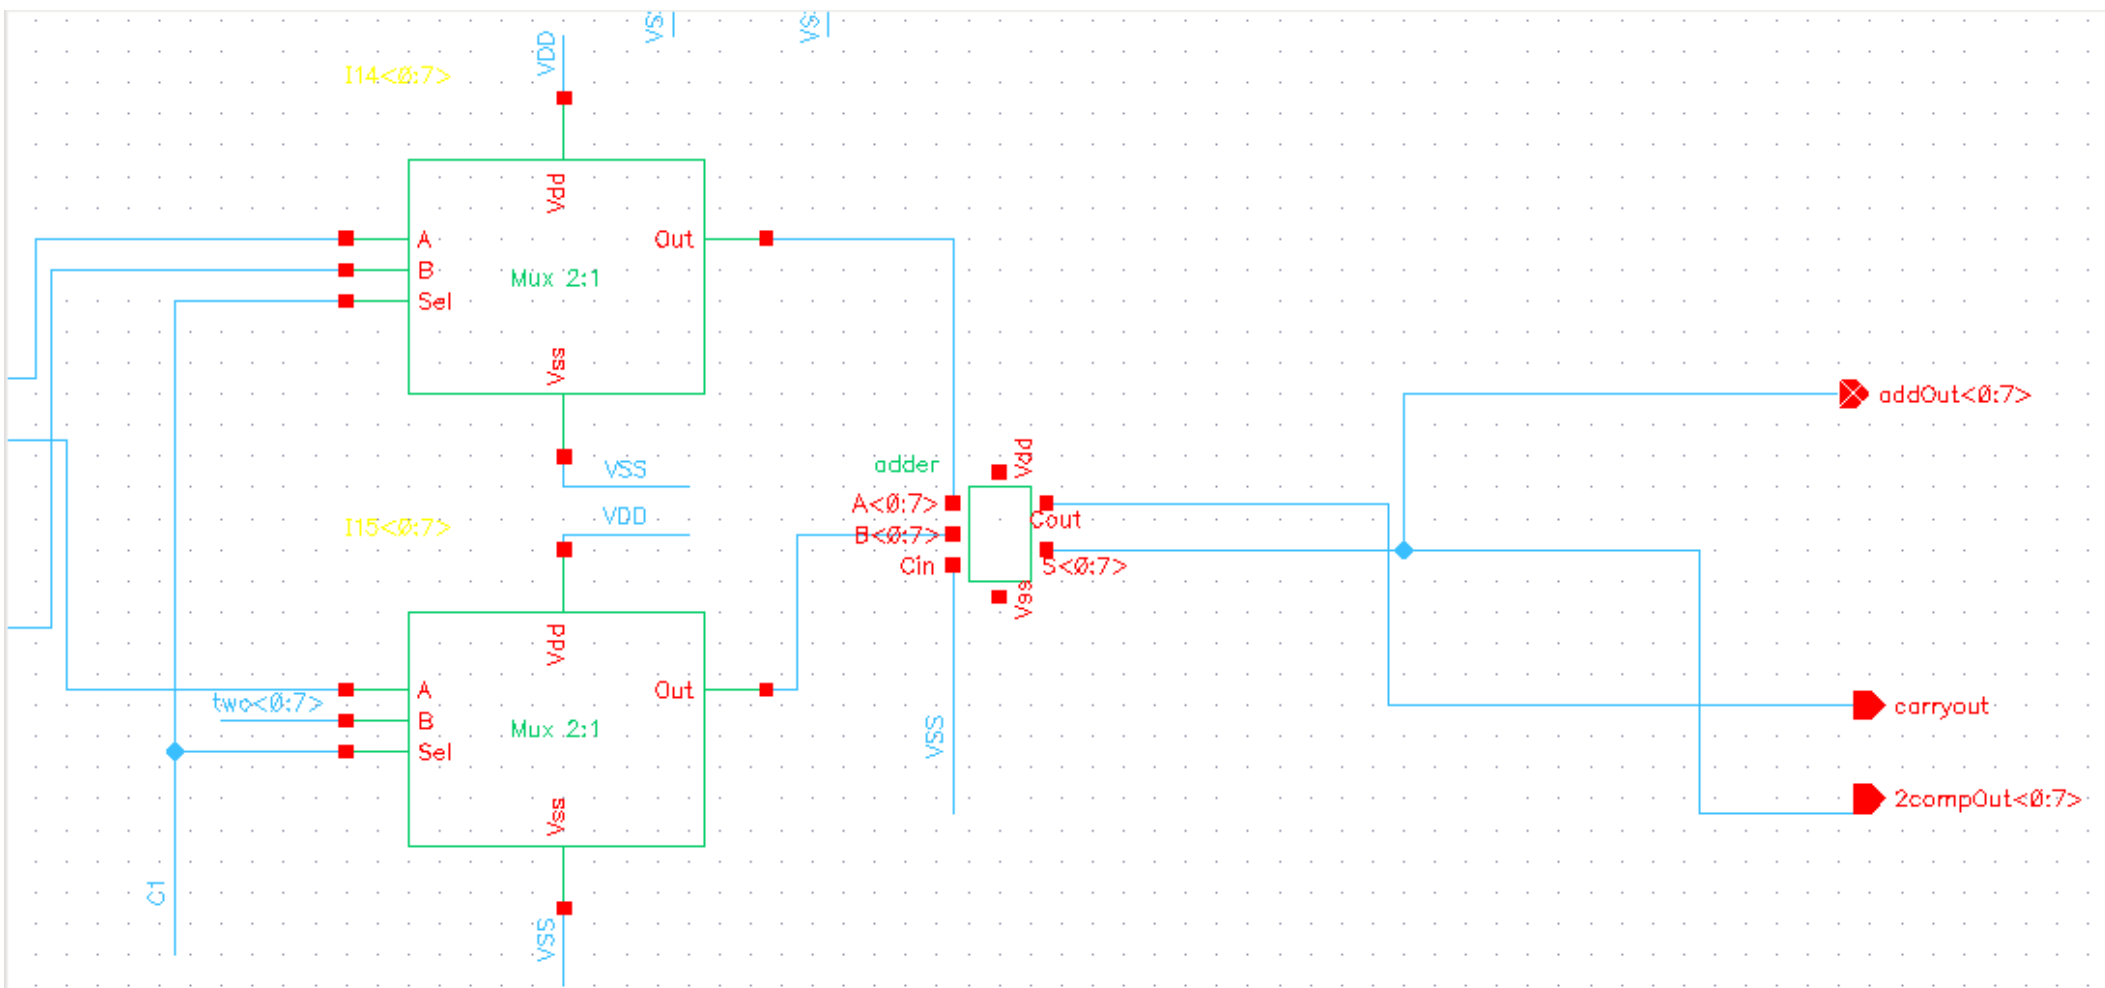 VS
VS
VDD
I14<0:7>
Vdd
A
Out
B
Mux 2:1
Sel
Vss
addOut<0:7>
VSS
adder
Vdd
A<0:7>
VDD
Cout
I15<0:7>
B<0:7>
Cin
S<0:7>
Vss
Vdd
A
Out
two<0:7>
carryout
B
Mux 2:1
VSS
Sel
2compOut<0:7>
Vss
C1
VSS